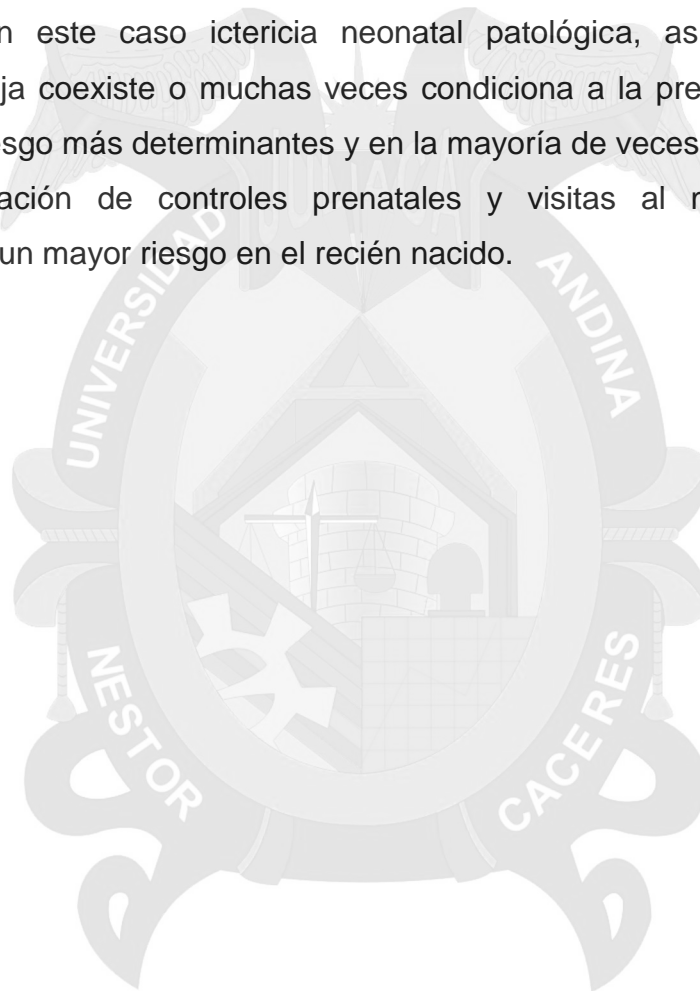 n este caso ictericia neonatal patológica, as
ja coexiste o muchas veces condiciona a la pre
esgo más determinantes y en la mayoría de veces
ación de controles prenatales y visitas al
un mayor riesgo en el recién nacido.
UNIVERSIDAD
ANDINA
NESTOR
CACERES